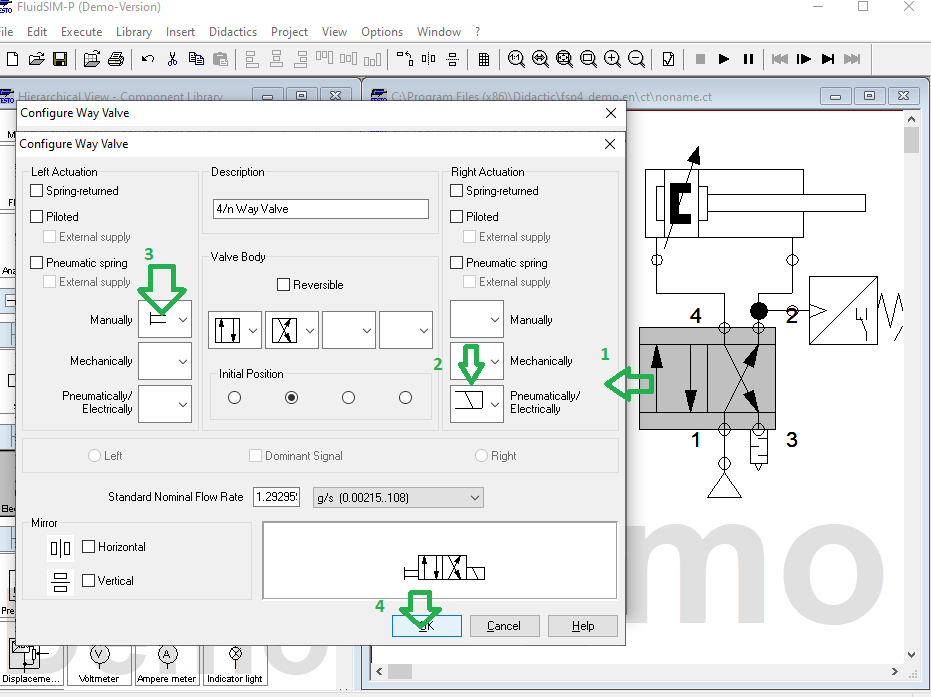 FluidSIM-P (Demo-Version)
File Edit Execute Library Insert Didactics Project View Options Window ?
Hierarchical View - Component Library
C:\Program Files (x86)\Didactic\fsp4_demo.en\ct\noname.ct
Configure Way Valve
Configure Way Valve
Left Actuation
Description
Right Actuation
Spring-returned
Spring-returned
Piloted
4/n Way Valve
Piloted
External supply
External supply
Pneumatic spring
3
Valve Body
Pneumatic spring
External supply
Reversible
External supply
Manually
Manually
4
2
Mechanically
2
Mechanically
1
Initial Position
Pneumatically/
Electrically
Pneumatically/
Electrically
1
3
Left
Dominant Signal
Right
Standard Nominal Flow Rate
1.29295
g/s (0.00215..108)
Mirror
Horizontal
Vertical
4
OK
Cancel
Help
Demo
Displaceme...
Voltmeter
Ampere meter
Indicator light